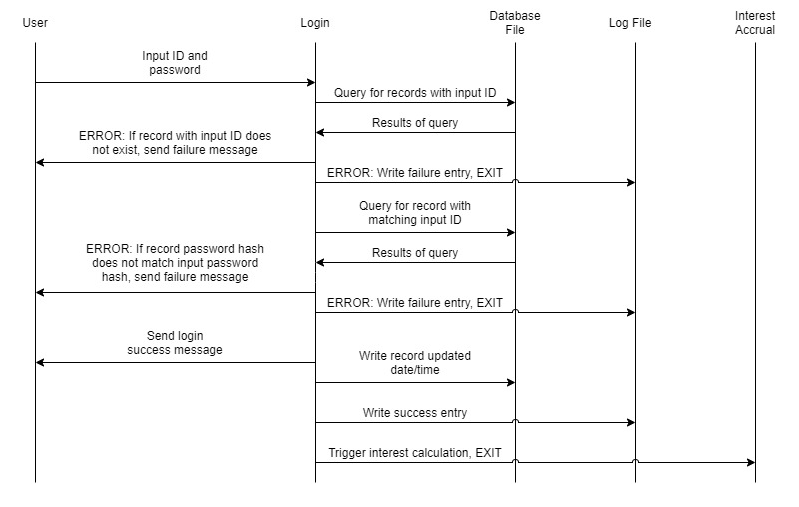 User
Login
Database
File
Log File
Interest
Accrual
Input ID and
password
Query for records with input ID
Results of query
ERROR: If record with input ID does
not exist, send failure message
ERROR: Write failure entry, EXIT
Query for record with
matching input ID
Results of query
ERROR: If record password hash
does not match input password
hash, send failure message
ERROR: Write failure entry, EXIT
Send login
success message
Write record updated
date/time
Write success entry
Trigger interest calculation, EXIT